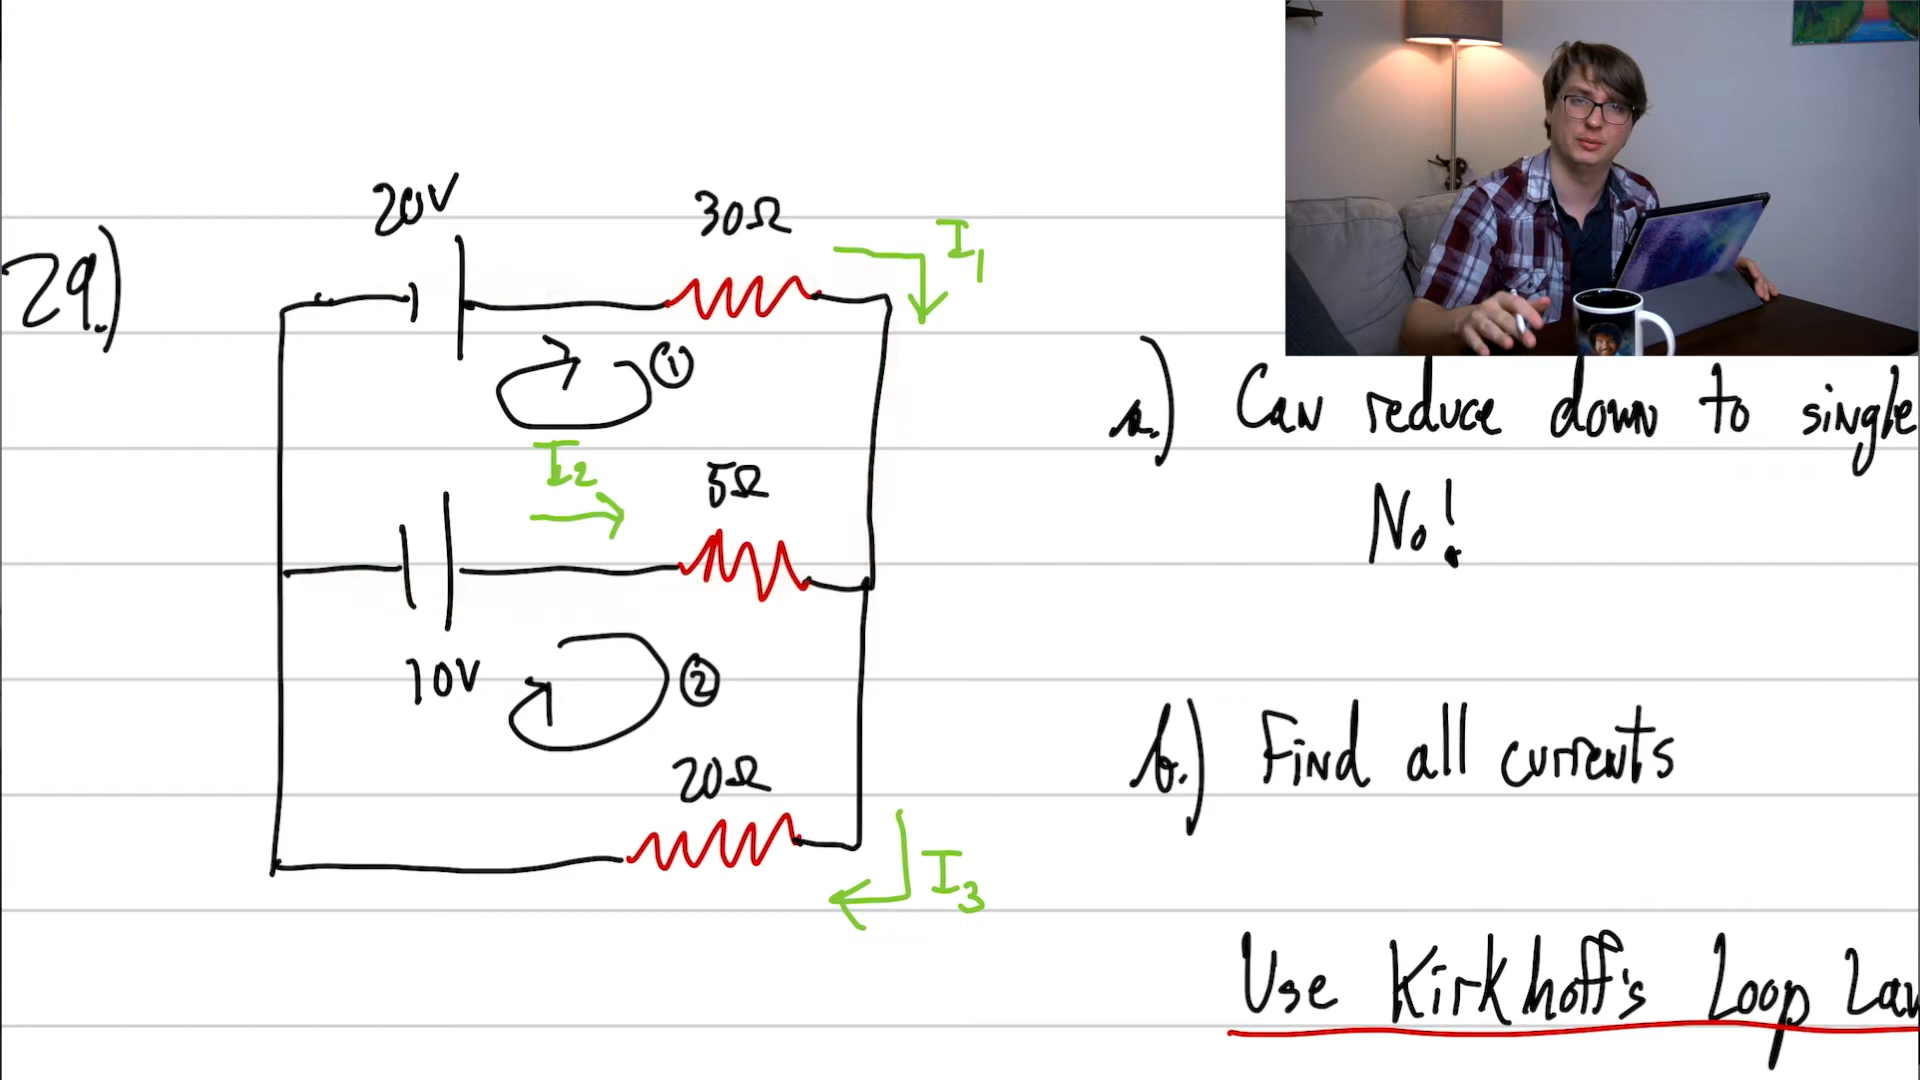 29.)
20V
30Ω
I1
1
I2
5Ω
10V
2
20Ω
I3
a.) Can reduce down to single
No!
b.) Find all currents
Use Kirkhoff's Loop Law